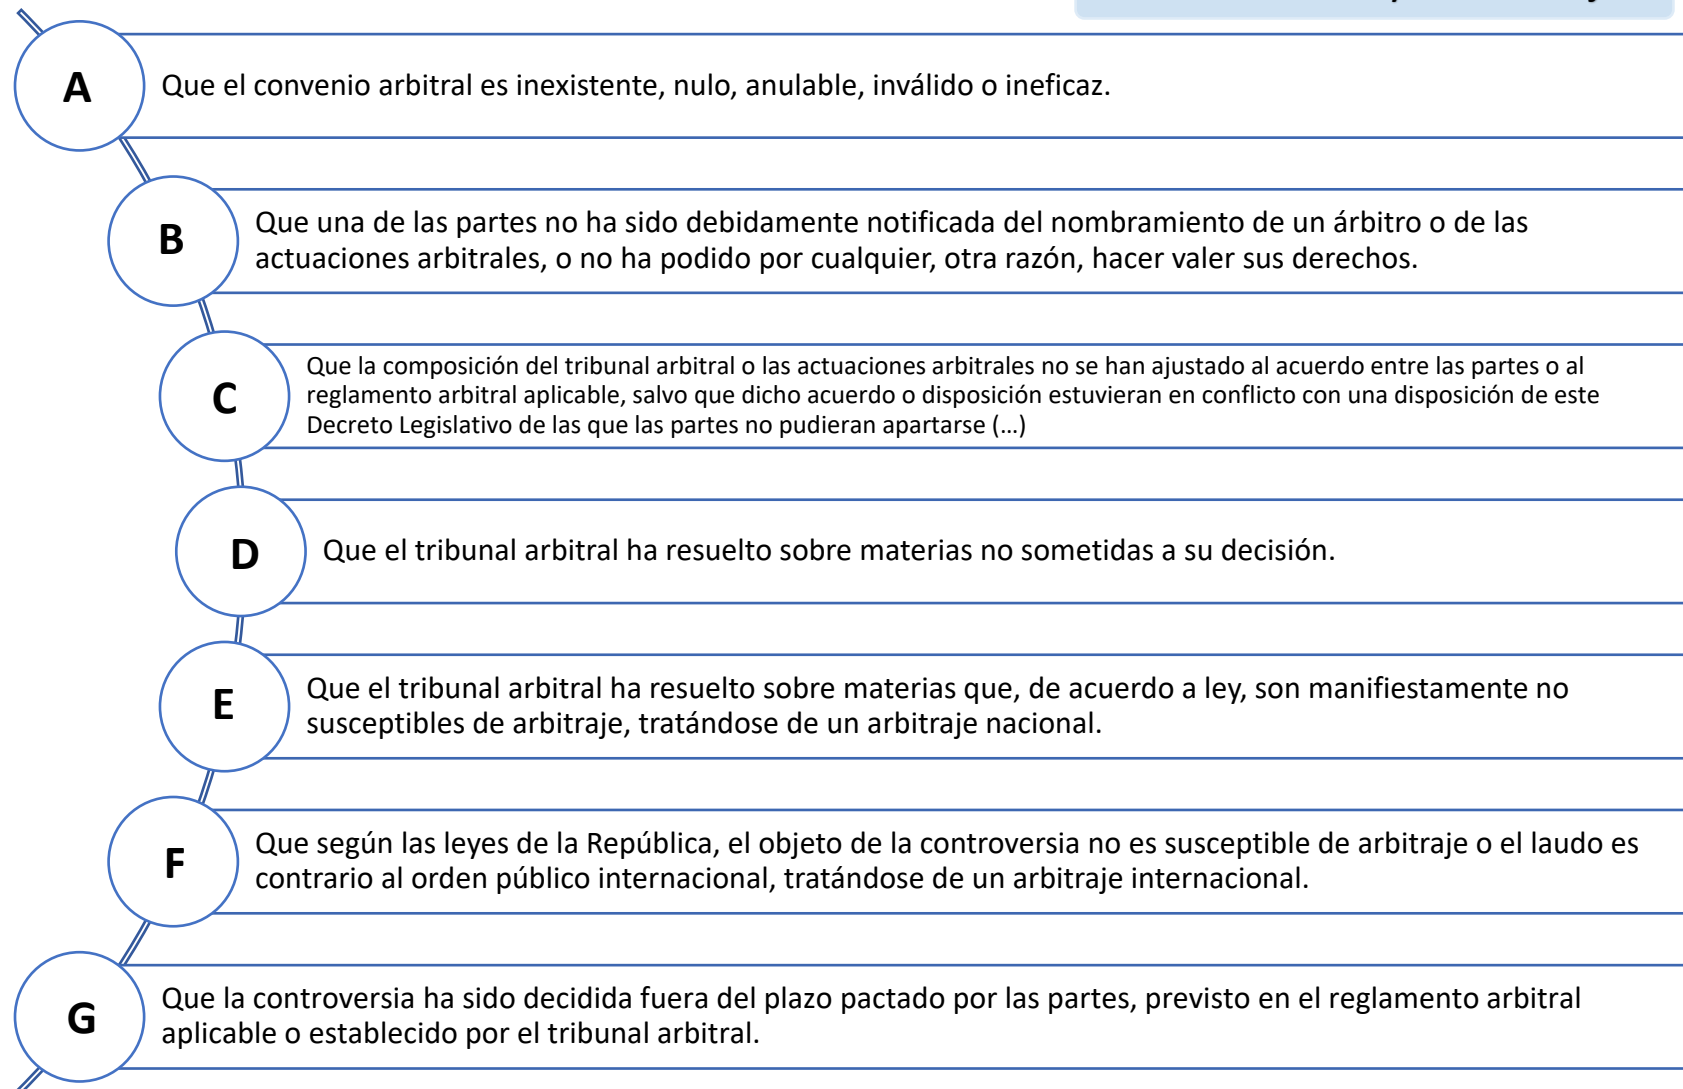 A
Que el convenio arbitral es inexistente, nulo, anulable, inválido o ineficaz.
B
Que una de las partes no ha sido debidamente notificada del nombramiento de un árbitro o de las
actuaciones arbitrales, o no ha podido por cualquier, otra razón, hacer valer sus derechos.
C
Que la composición del tribunal arbitral o las actuaciones arbitrales no se han ajustado al acuerdo entre las partes o al
reglamento arbitral aplicable, salvo que dicho acuerdo o disposición estuvieran en conflicto con una disposición de este
Decreto Legislativo de las que las partes no pudieran apartarse (...)
D
Que el tribunal arbitral ha resuelto sobre materias no sometidas a su decisión.
E
Que el tribunal arbitral ha resuelto sobre materias que, de acuerdo a ley, son manifiestamente no
susceptibles de arbitraje, tratándose de un arbitraje nacional.
F
Que según las leyes de la República, el objeto de la controversia no es susceptible de arbitraje o el laudo es
contrario al orden público internacional, tratándose de un arbitraje internacional.
G
Que la controversia ha sido decidida fuera del plazo pactado por las partes, previsto en el reglamento arbitral
aplicable o establecido por el tribunal arbitral.